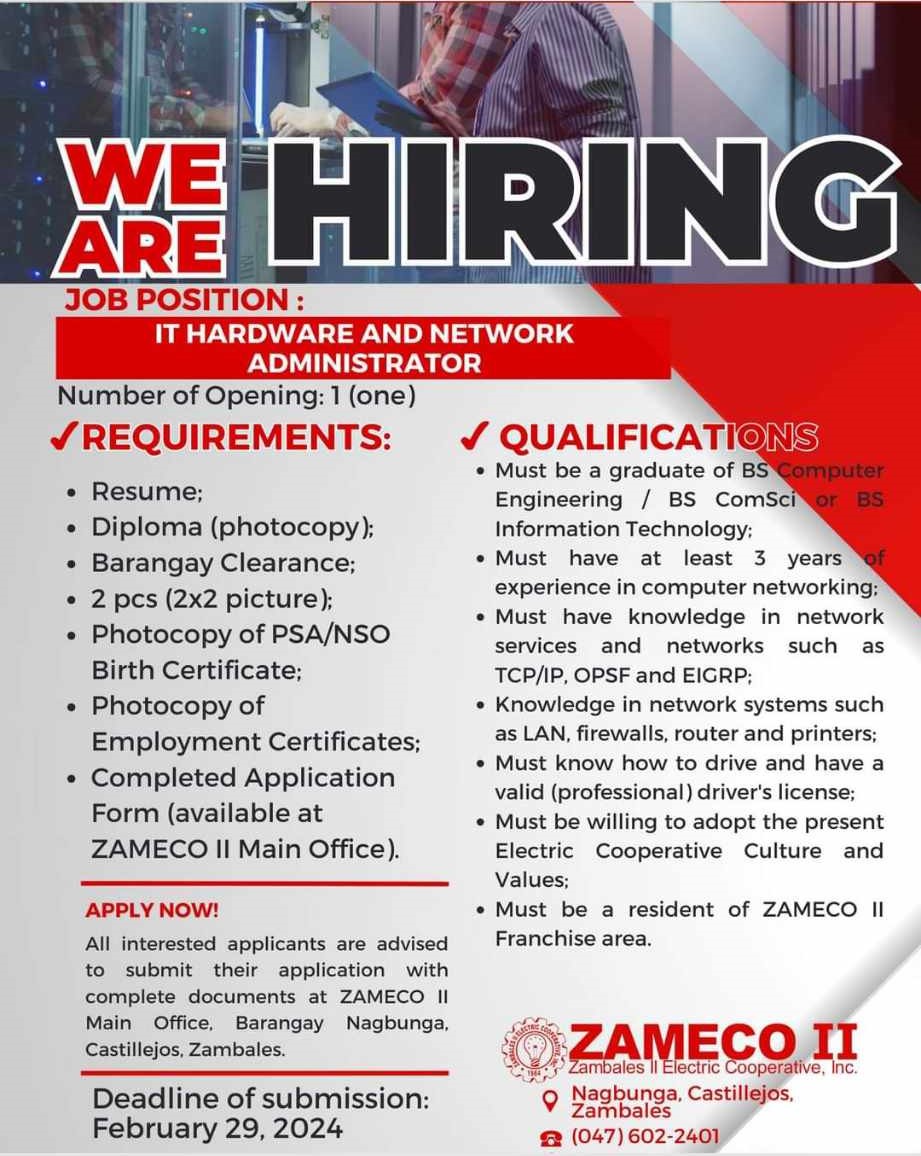 WE
ARE
HIRING
JOB POSITION :
IT HARDWARE AND NETWORK
ADMINISTRATOR
Number of Opening: 1 (one)
✔REQUIREMENTS:
• Resume;
• Diploma (photocopy);
• Barangay Clearance;
• 2 pcs (2x2 picture);
• Photocopy of PSA/NSO
Birth Certificate;
• Photocopy of
Employment Certificates;
• Completed Application
Form (available at
ZAMECO II Main Office).
APPLY NOW!
All interested applicants are advised
to submit their application with
complete documents at ZAMECO II
Main Office, Barangay Nagbunga,
Castillejos, Zambales.
Deadline of submission:
February 29, 2024
✔ QUALIFICATIONS
• Must be a graduate of BS Computer
Engineering / BS ComSci or BS
Information Technology;
• Must have at least 3 years of
experience in computer networking;
• Must have knowledge in network
services and networks such as
TCP/IP, OPSF and EIGRP;
• Knowledge in network systems such
as LAN, firewalls, router and printers;
• Must know how to drive and have a
valid (professional) driver's license;
• Must be willing to adopt the present
Electric Cooperative Culture and
Values;
• Must be a resident of ZAMECO II
Franchise area.
ZAMBALES II ELECTRIC COOPERATIVE, INC.
1984
ZAMECO II
Zambales II Electric Cooperative, Inc.
Nagbunga, Castillejos,
Zambales
(047) 602-2401